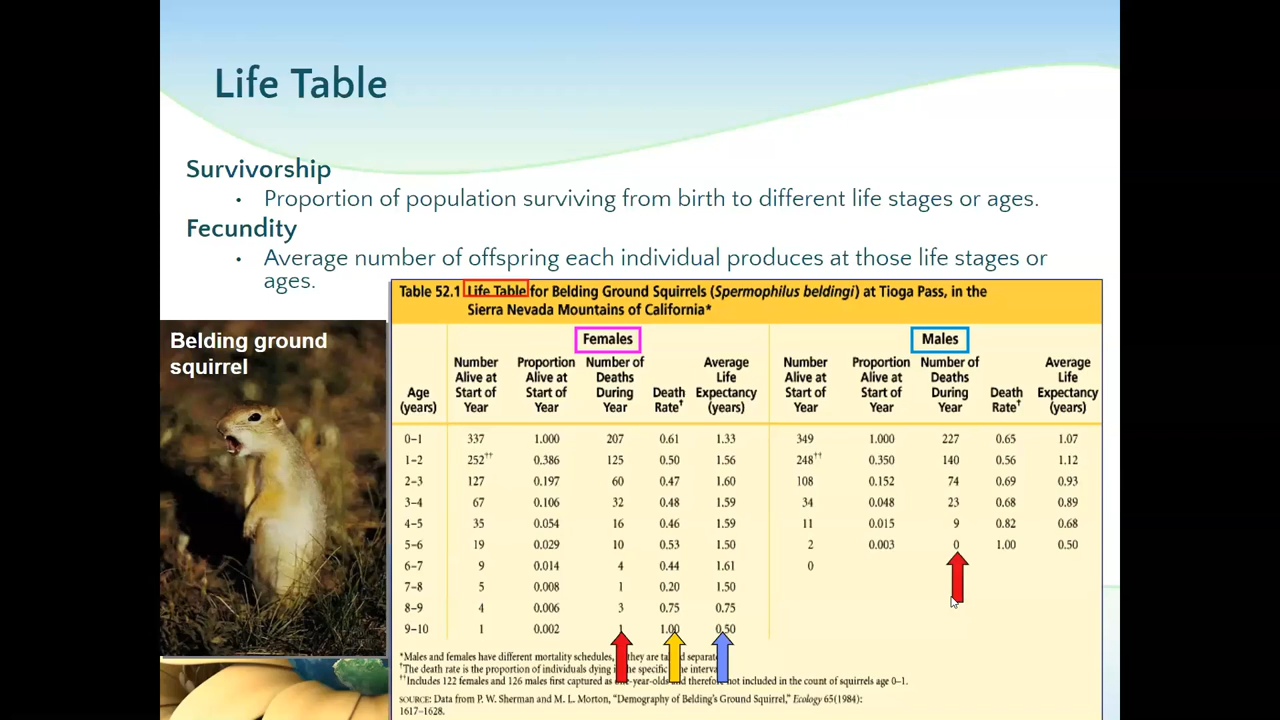 Life Table
Survivorship
• Proportion of population surviving from birth to different life stages or ages.
Fecundity
• Average number of offspring each individual produces at those life stages or
ages.
Belding ground
squirrel
Table 52.1 Life Table for Belding Ground Squirrels (Spermophilus beldingi) at Tioga Pass, in the
Sierra Nevada Mountains of California*
Females Males
Age (years) Number Alive at Start of Year Proportion Alive at Start of Year Number of Deaths During Year Death Rate† Average Life Expectancy (years) Number Alive at Start of Year Proportion Alive at Start of Year Number of Deaths During Year Death Rate† Average Life Expectancy (years)
0–1 337 1.000 207 0.61 1.33 349 1.000 227 0.65 1.07
1–2 252†† 0.386 125 0.50 1.56 248†† 0.350 140 0.56 1.12
2–3 127 0.197 60 0.47 1.60 108 0.152 74 0.69 0.93
3–4 67 0.106 32 0.48 1.59 34 0.048 23 0.68 0.89
4–5 35 0.054 16 0.46 1.59 11 0.015 9 0.82 0.68
5–6 19 0.029 10 0.53 1.50 2 0.003 0 1.00 0.50
6–7 9 0.014 4 0.44 1.61 0
7–8 5 0.008 1 0.20 1.50
8–9 4 0.006 3 0.75 0.75
9–10 1 0.002 1 1.00 0.50
*Males and females have different mortality schedules, they are
†The death rate is the proportion of individuals dying the specific
††Includes 122 females and 126 males first captured as and therefore not included in the count of squirrels age 0–1.
SOURCE: Data from P. W. Sherman and M. L. Morton, “Demography of Belding's Ground Squirrel,” Ecology 65(1984):
1617–1628.